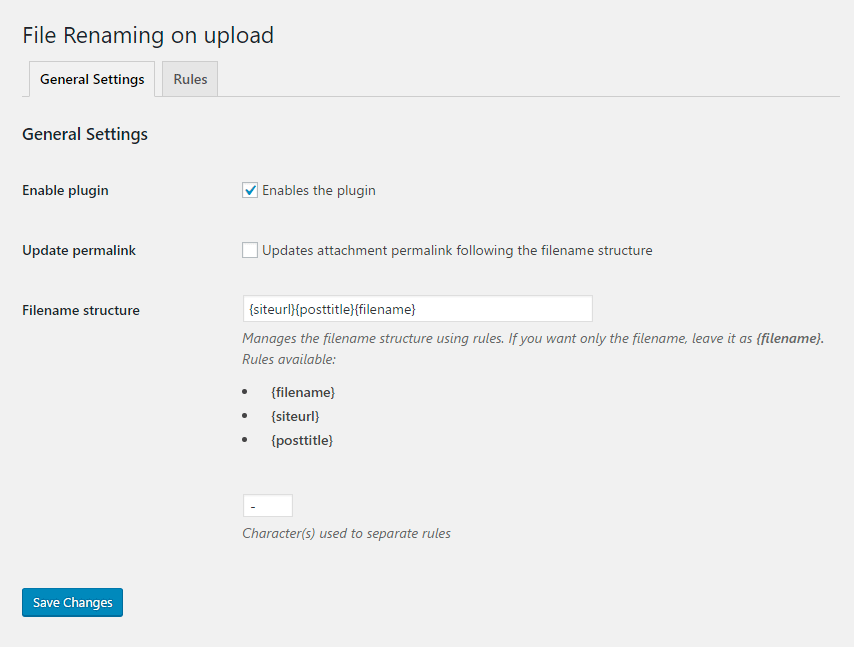 File Renaming on upload
General Settings
Rules
General Settings
Enable plugin
Enables the plugin
Update permalink
Updates attachment permalink following the filename structure
Filename structure
{siteurl}{posttitle}{filename}
Manages the filename structure using rules. If you want only the filename, leave it as {filename}.
Rules available:
• {filename}
• {siteurl}
• {posttitle}
-
Character(s) used to separate rules
Save Changes